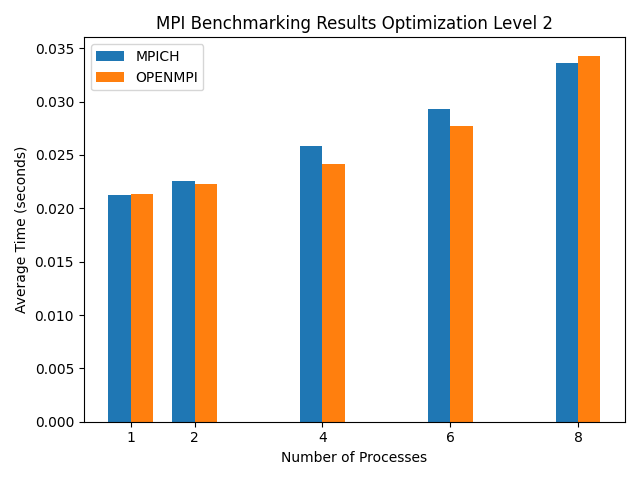 MPI Benchmarking Results Optimization Level 2
MPICH
OPENMPI
Average Time (seconds)
0.035
0.030
0.025
0.020
0.015
0.010
0.005
0.000
1 2 4 6 8
Number of Processes